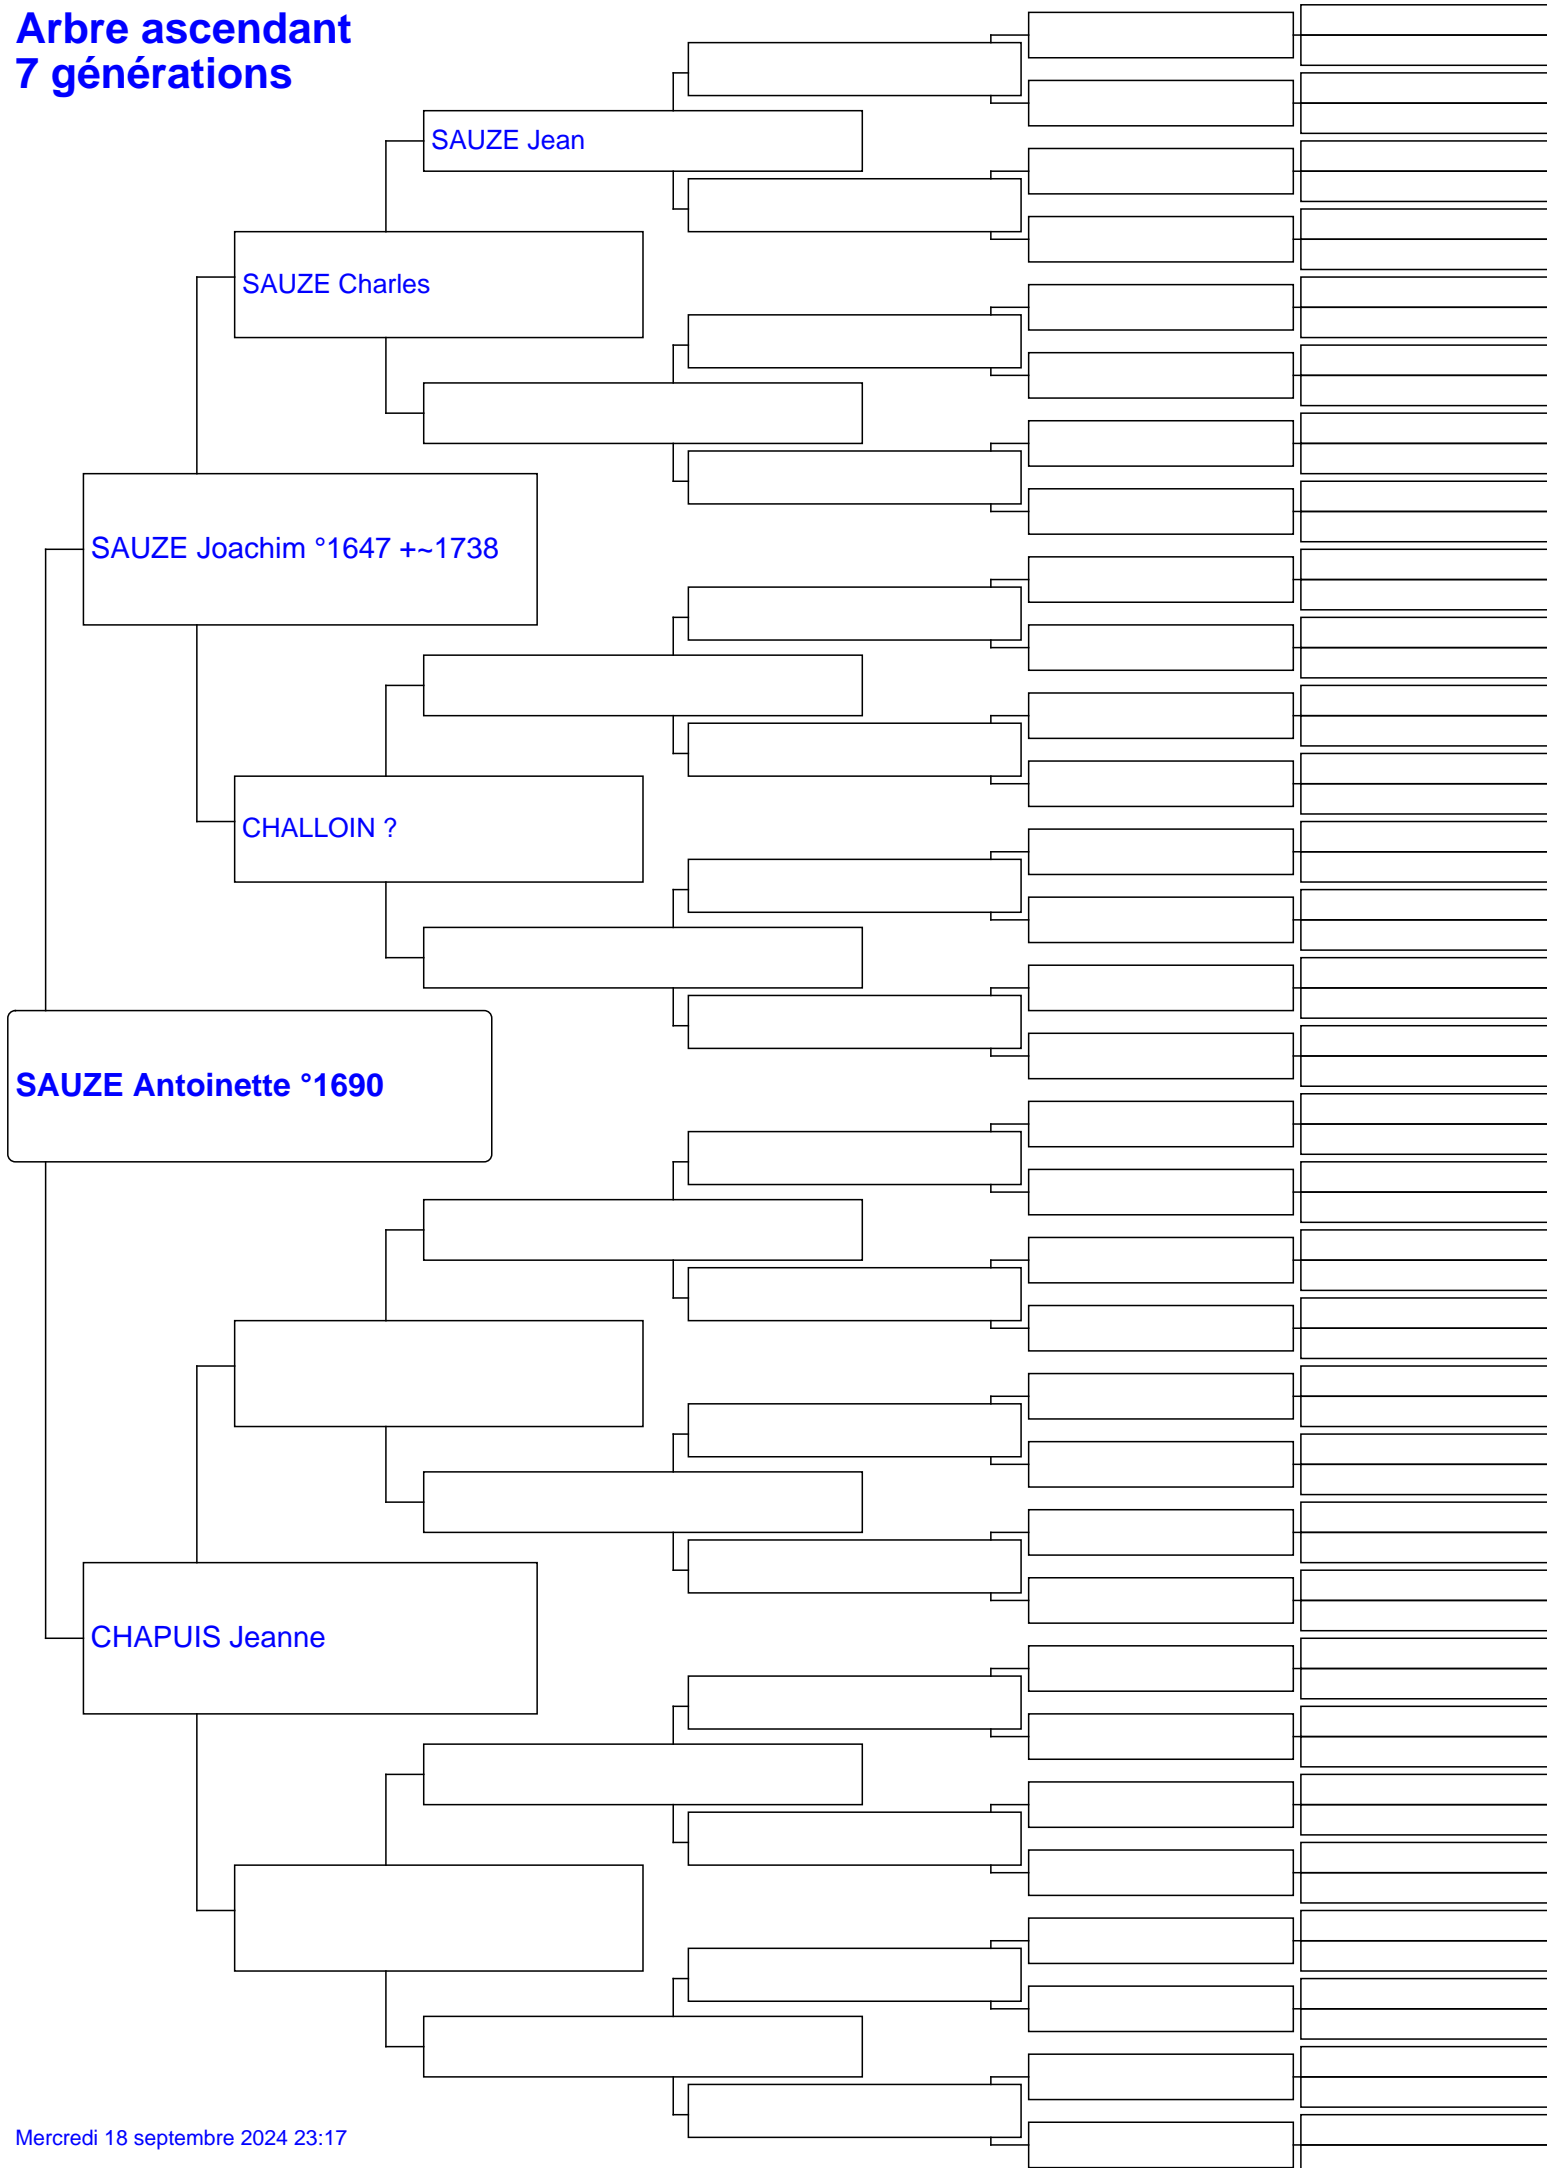 Arbre ascendant
7 générations
SAUZE Jean
SAUZE Charles
SAUZE Joachim °1647 +~1738
CHALLOIN ?
SAUZE Antoinette °1690
CHAPUIS Jeanne
Mercredi 18 septembre 2024 23:17